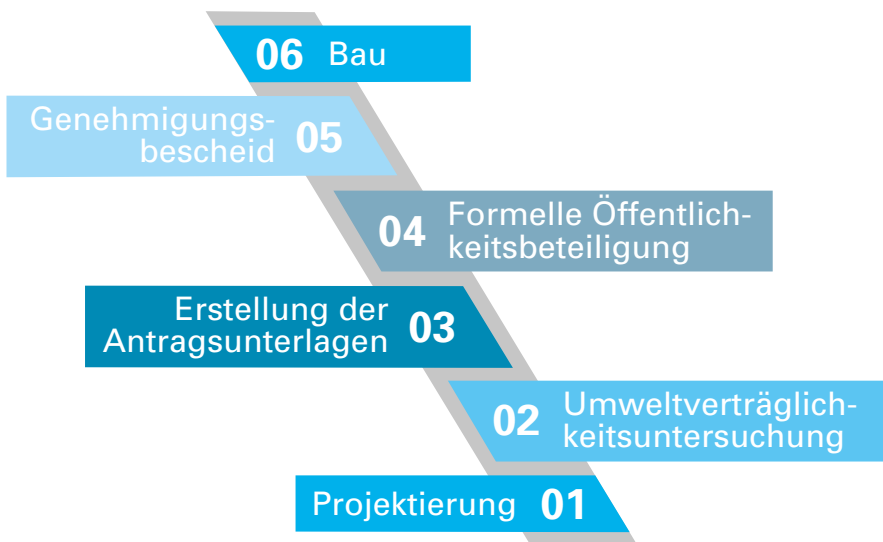 06 Bau
Genehmigungs-
bescheid 05
04 Formelle Öffentlich-
keitsbeteiligung
Erstellung der
Antragsunterlagen 03
02 Umweltverträglich-
keitsuntersuchung
Projektierung 01